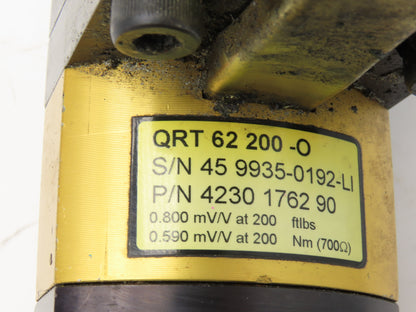 QRT 62 200 -O
S/N 45 9935-0192-LI
P/N 4230 1762 90
0.800 mV/V at 200 ftlbs
0.590 mV/V at 200 Nm (700Ω)